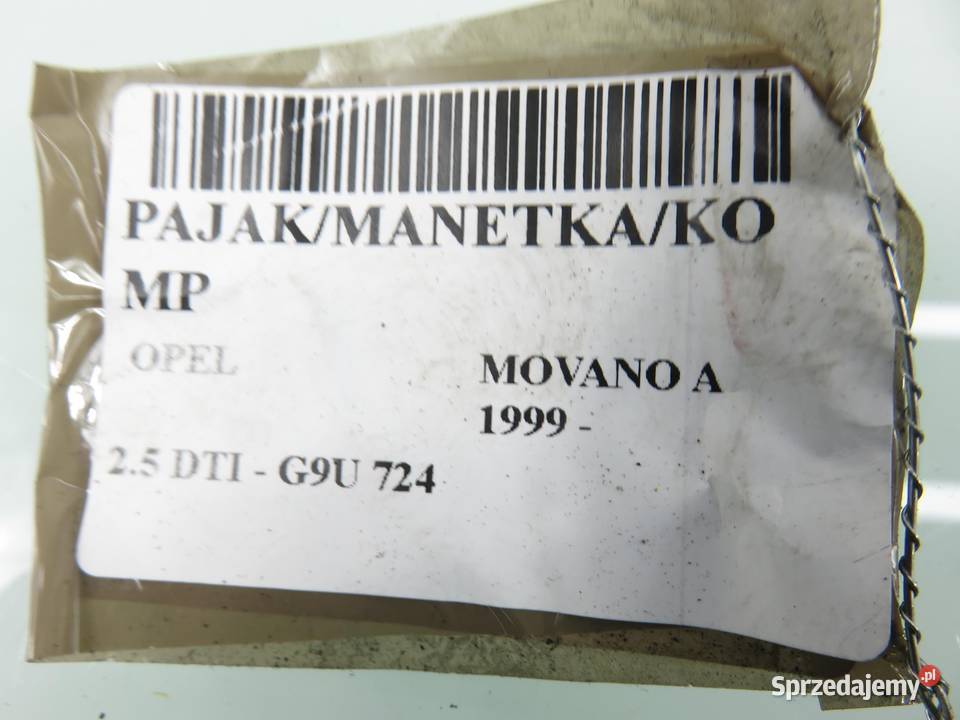 PAJAK/MANETKA/KO
MP
OPEL MOVANO A
1999 -
2.5 DTI - G9U 724
Sprzedajemy.pl